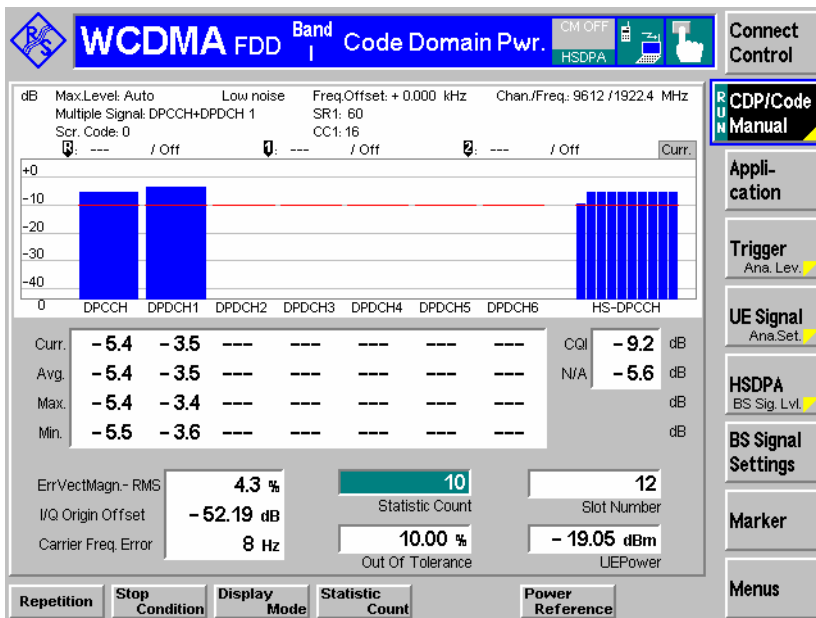 R&S
WCDMA FDD Band I Code Domain Pwr.
CM OFF
HSDPA
Connect Control
dB Max.Level: Auto Low noise Freq.Offset: + 0.000 kHz Chan./Freq.: 9612 /1922.4 MHz
Multiple Signal: DPCCH+DPDCH 1 SR1: 60
Scr. Code: 0 CC1: 16
R: --- / Off 1: --- / Off 2: --- / Off Curr.
RUN CDP/Code Manual
+0
-10
-20
-30
-40
0 DPCCH DPDCH1 DPDCH2 DPDCH3 DPDCH4 DPDCH5 DPDCH6 HS-DPCCH
Appli-cation
Trigger
Ana. Lev.
UE Signal
Ana.Set.
Curr. - 5.4 - 3.5 --- --- --- --- --- CQI - 9.2 dB
Avg. - 5.4 - 3.5 --- --- --- --- --- N/A - 5.6 dB
Max. - 5.4 - 3.4 --- --- --- --- --- dB
Min. - 5.5 - 3.6 --- --- --- --- --- dB
HSDPA
BS Sig. Lvl.
BS Signal Settings
ErrVectMagn.- RMS 4.3 % 10 12
I/Q Origin Offset - 52.19 dB Statistic Count Slot Number
Carrier Freq. Error 8 Hz 10.00 % - 19.05 dBm
Out Of Tolerance UEPower
Marker
Menus
Repetition Stop Condition Display Mode Statistic Count Power Reference